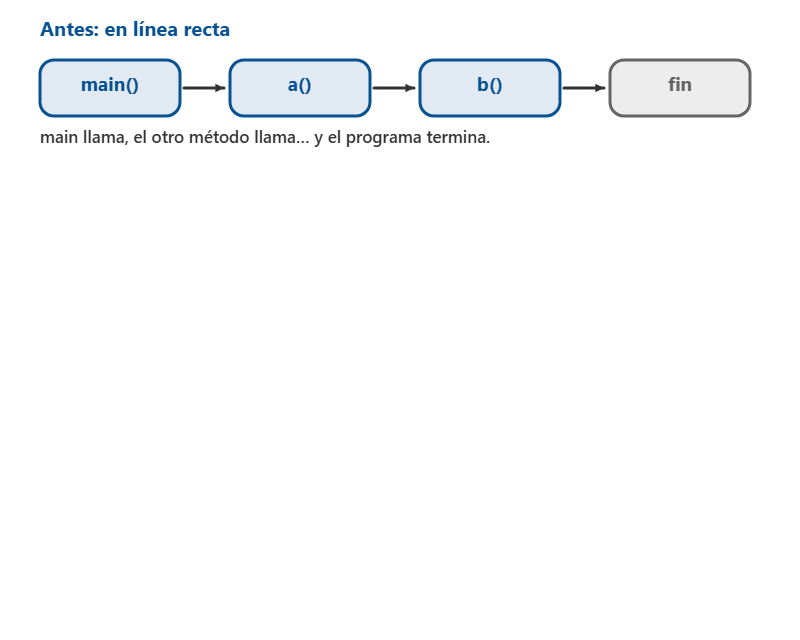 Antes: en línea recta
main()
a()
b()
fin
main llama, el otro método llama... y el programa termina.